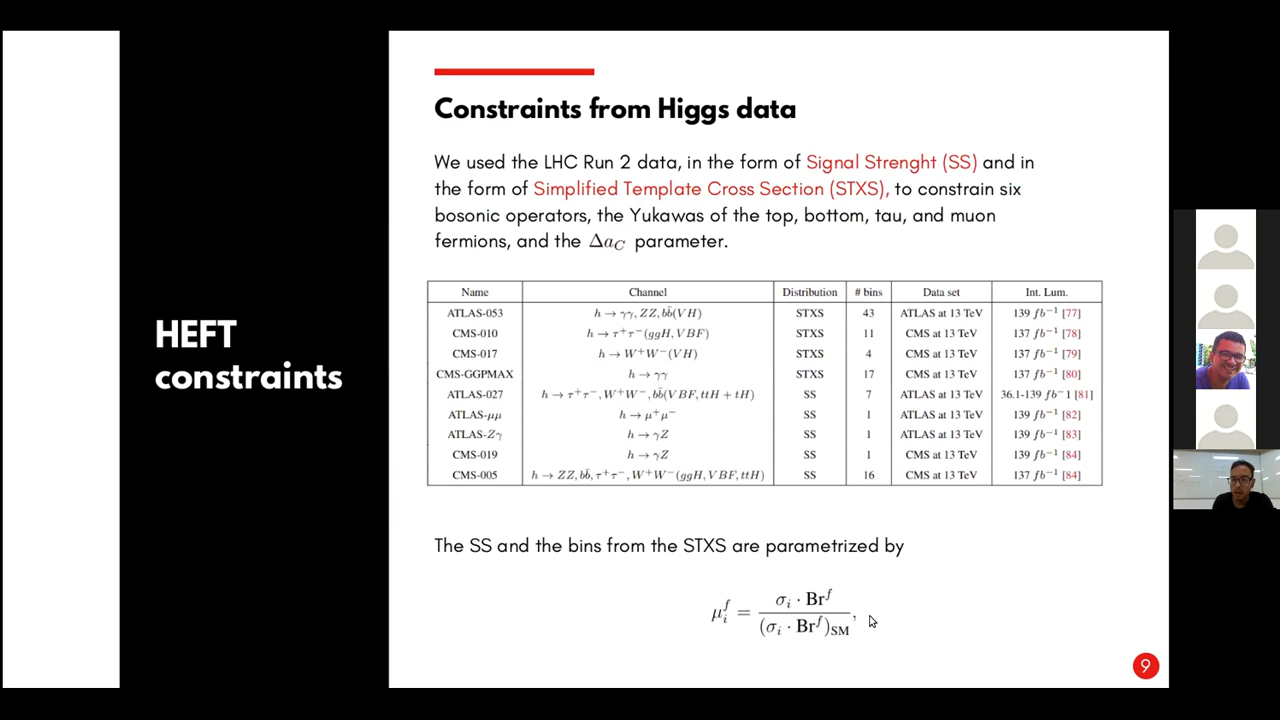 HEFT
constraints
Constraints from Higgs data
We used the LHC Run 2 data, in the form of Signal Strenght (SS) and in
the form of Simplified Template Cross Section (STXS), to constrain six
bosonic operators, the Yukawas of the top, bottom, tau, and muon
fermions, and the Δa_C parameter.
Name Channel Distribution # bins Data set Int. Lum.
ATLAS-053 h → γγ, ZZ, bb̄(VH) STXS 43 ATLAS at 13 TeV 139 fb⁻¹ [77]
CMS-010 h → τ⁺τ⁻(ggH, VBF) STXS 11 CMS at 13 TeV 137 fb⁻¹ [78]
CMS-017 h → W⁺W⁻(VH) STXS 4 CMS at 13 TeV 137 fb⁻¹ [79]
CMS-GGPMAX h → γγ STXS 17 CMS at 13 TeV 137 fb⁻¹ [80]
ATLAS-027 h → τ⁺τ⁻, W⁺W⁻, bb̄(VBF, ttH + tH) SS 7 ATLAS at 13 TeV 36.1-139 fb⁻1 [81]
ATLAS-μμ h → μ⁺μ⁻ SS 1 ATLAS at 13 TeV 139 fb⁻¹ [82]
ATLAS-Zγ h → γZ SS 1 ATLAS at 13 TeV 139 fb⁻¹ [83]
CMS-019 h → γZ SS 1 CMS at 13 TeV 139 fb⁻¹ [84]
CMS-005 h → ZZ, bb̄, τ⁺τ⁻, W⁺W⁻(ggH, VBF, ttH) SS 16 CMS at 13 TeV 137 fb⁻¹ [84]
The SS and the bins from the STXS are parametrized by
μ_i^f = σ_i · Br^f / (σ_i · Br^f)_SM,
9